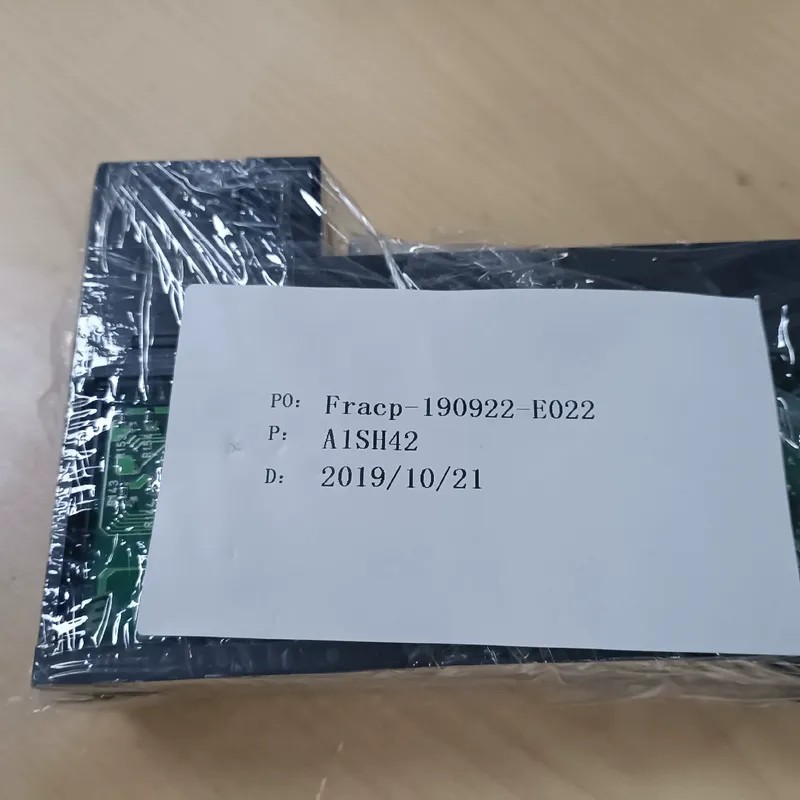 PO: Fracp-190922-E022
P: A1SH42
D: 2019/10/21